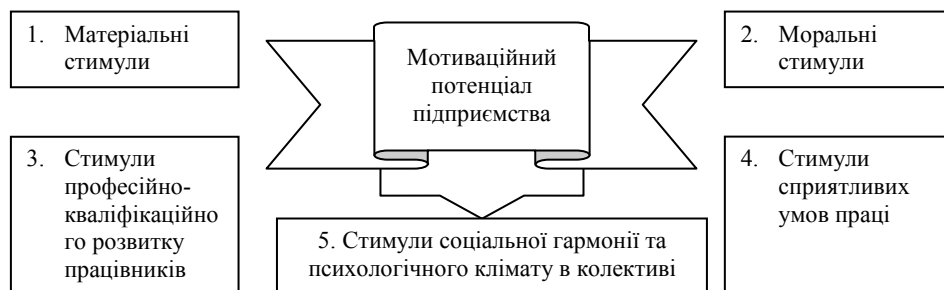 1. Матеріальні
стимули
Мотиваційний
потенціал
підприємства
2. Моральні
стимули
3. Стимули
професійно-
кваліфікаційно
го розвитку
працівників
4. Стимули
сприятливих
умов праці
5. Стимули соціальної гармонії та
психологічного клімату в колективі